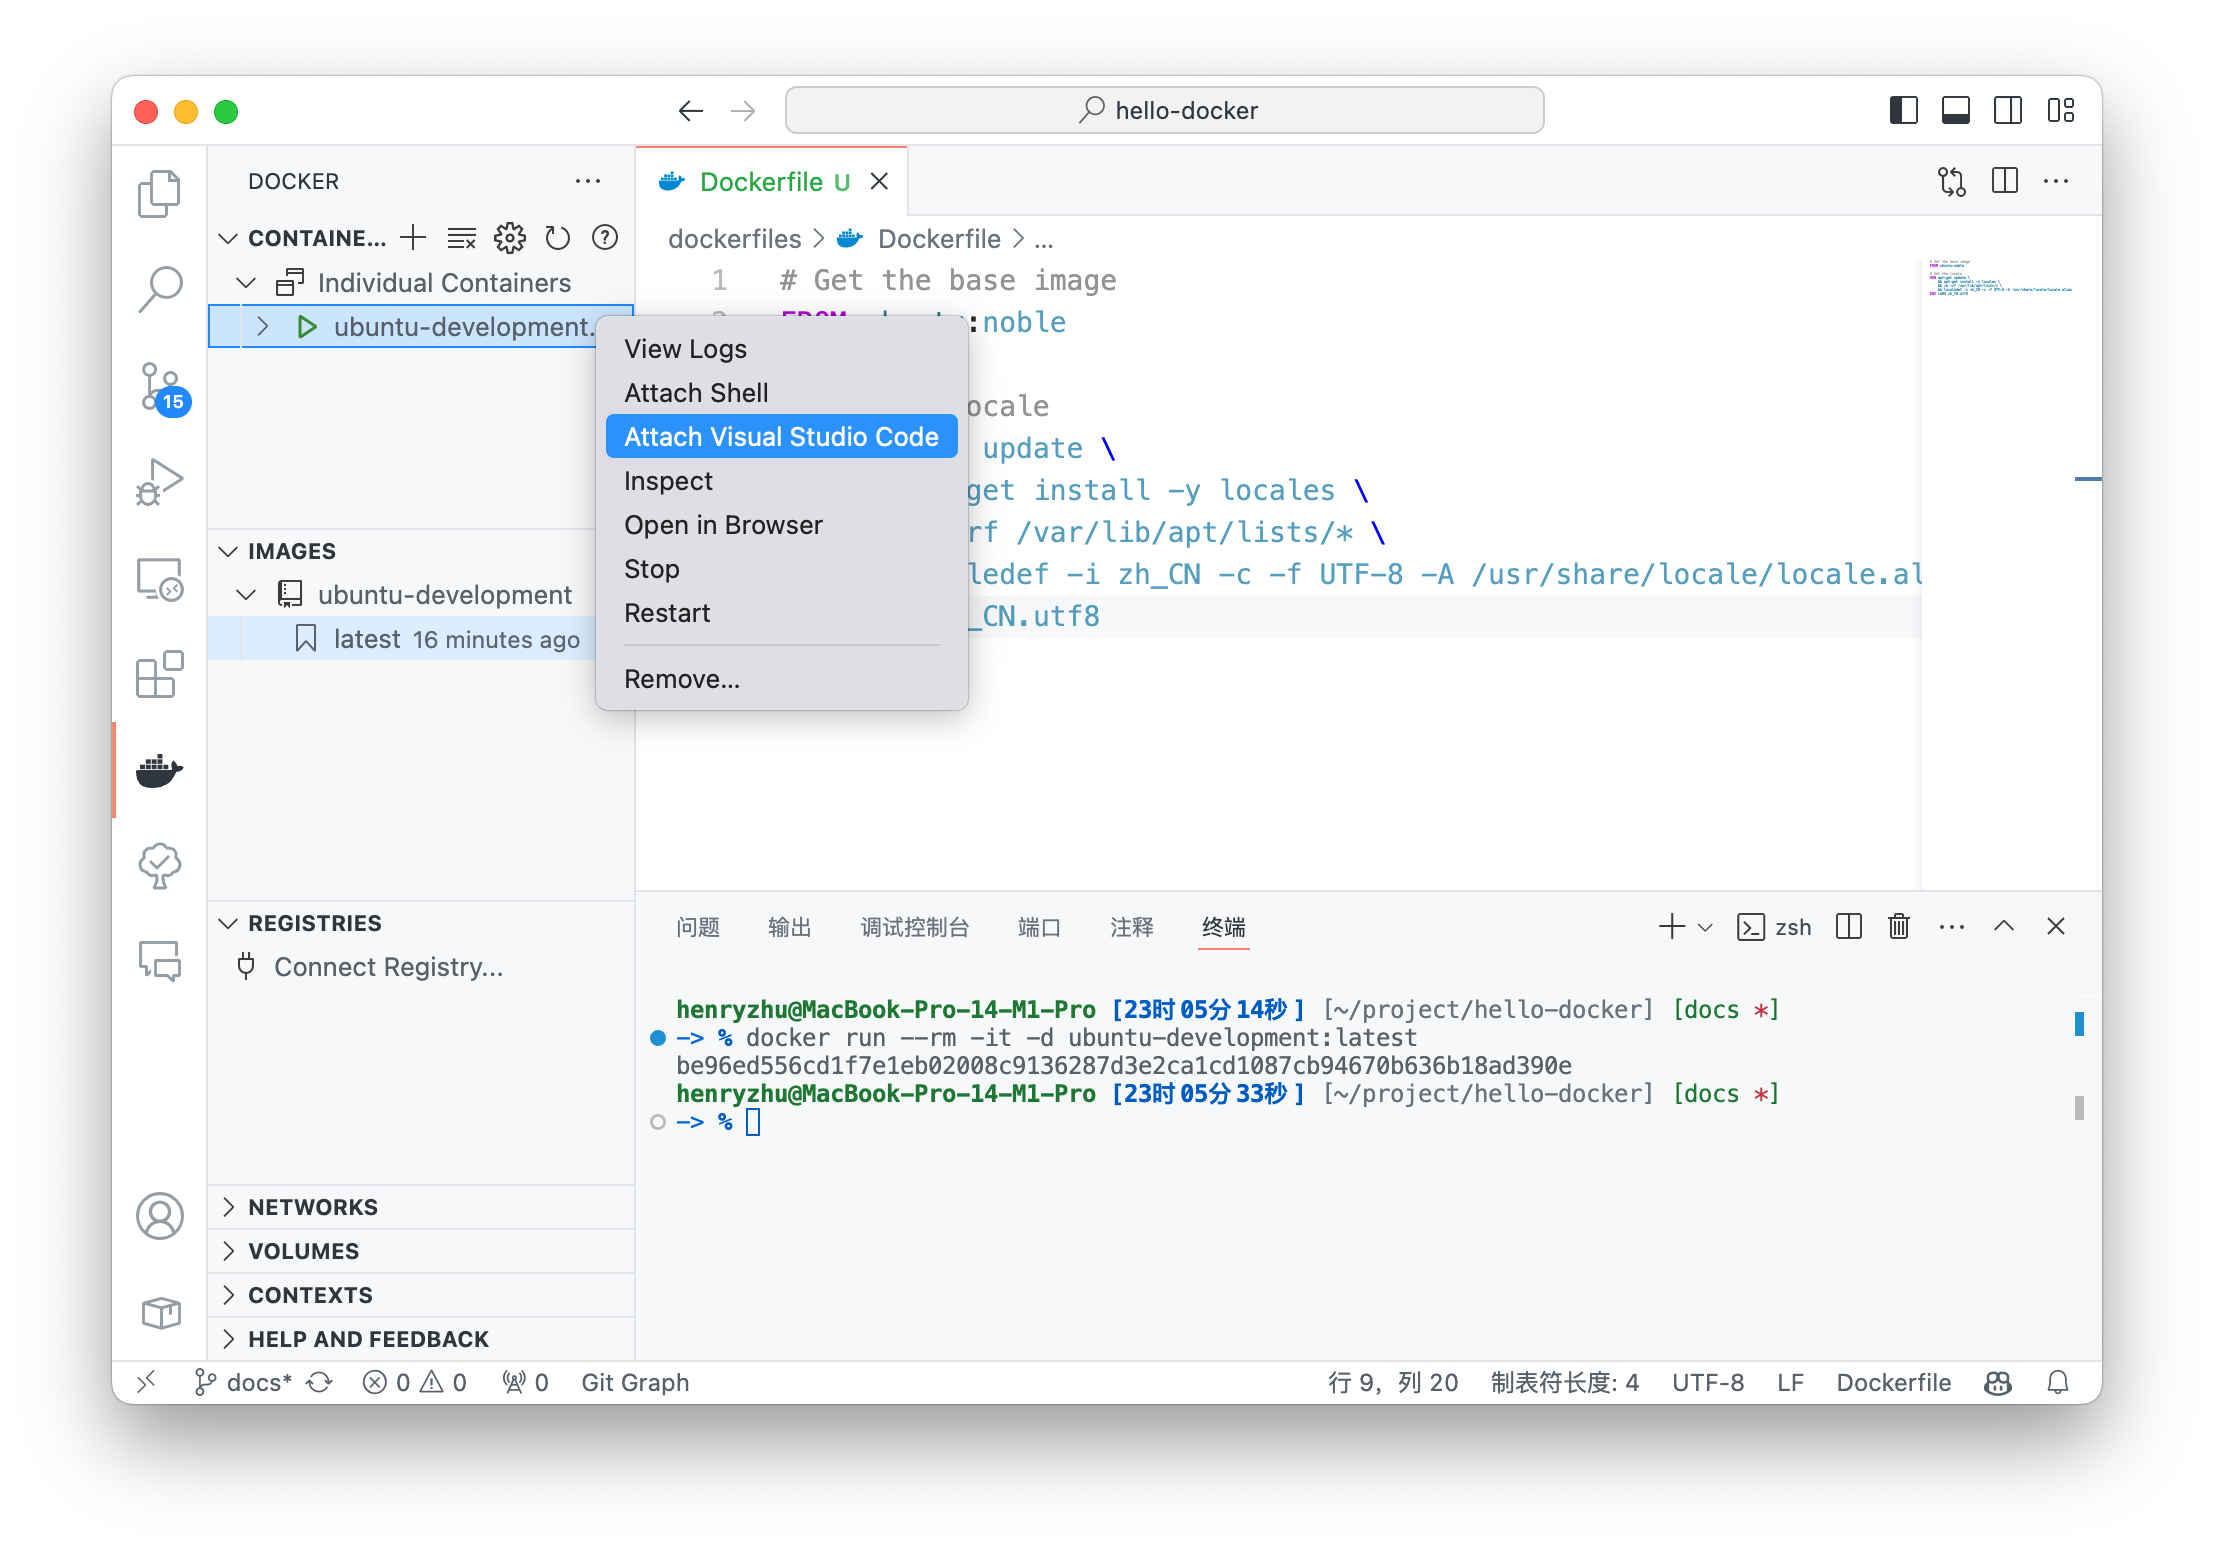 hello-docker
DOCKER
CONTAINE...
Individual Containers
ubuntu-development.
15
IMAGES
ubuntu-development
latest 16 minutes ago
REGISTRIES
Connect Registry...
NETWORKS
VOLUMES
CONTEXTS
HELP AND FEEDBACK
Dockerfile U
dockerfiles > Dockerfile > ...
1 # Get the base image
:noble
ocale
update \
get install -y locales \
rf /var/lib/apt/lists/* \
ledef -i zh_CN -c -f UTF-8 -A /usr/share/locale/locale.al
_CN.utf8
View Logs
Attach Shell
Attach Visual Studio Code
Inspect
Open in Browser
Stop
Restart
Remove...
问题 输出 调试控制台 端口 注释 终端 zsh
henryzhu@MacBook-Pro-14-M1-Pro [23时05分14秒] [~/project/hello-docker] [docs *]
-> % docker run --rm -it -d ubuntu-development:latest
be96ed556cd1f7e1eb02008c9136287d3e2ca1cd1087cb94670b636b18ad390e
henryzhu@MacBook-Pro-14-M1-Pro [23时05分33秒] [~/project/hello-docker] [docs *]
-> %
docs* 0 0 0 Git Graph 行 9，列 20 制表符长度: 4 UTF-8 LF Dockerfile